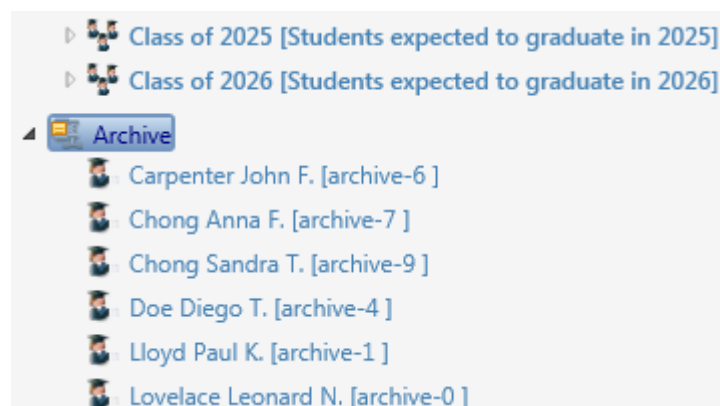 Class of 2025 [Students expected to graduate in 2025]
Class of 2026 [Students expected to graduate in 2026]
Archive
Carpenter John F. [archive-6 ]
Chong Anna F. [archive-7 ]
Chong Sandra T. [archive-9 ]
Doe Diego T. [archive-4 ]
Lloyd Paul K. [archive-1 ]
Lovelace Leonard N. [archive-0 ]